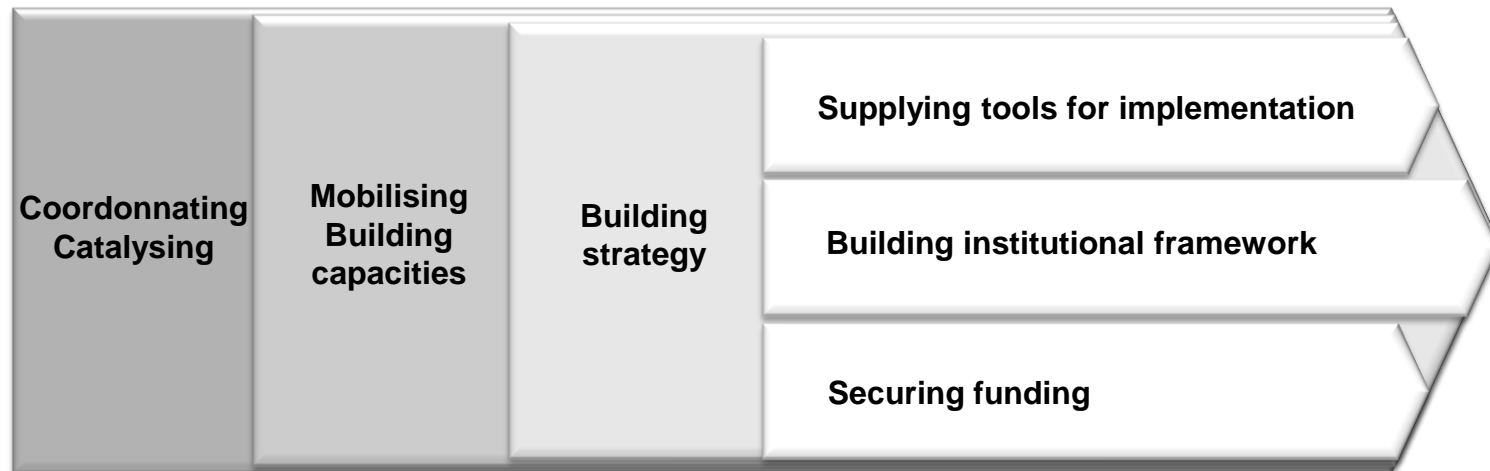 Coordonnating
Catalysing
Mobilising
Building
capacities
Building
strategy
Supplying tools for implementation
Building institutional framework
Securing funding